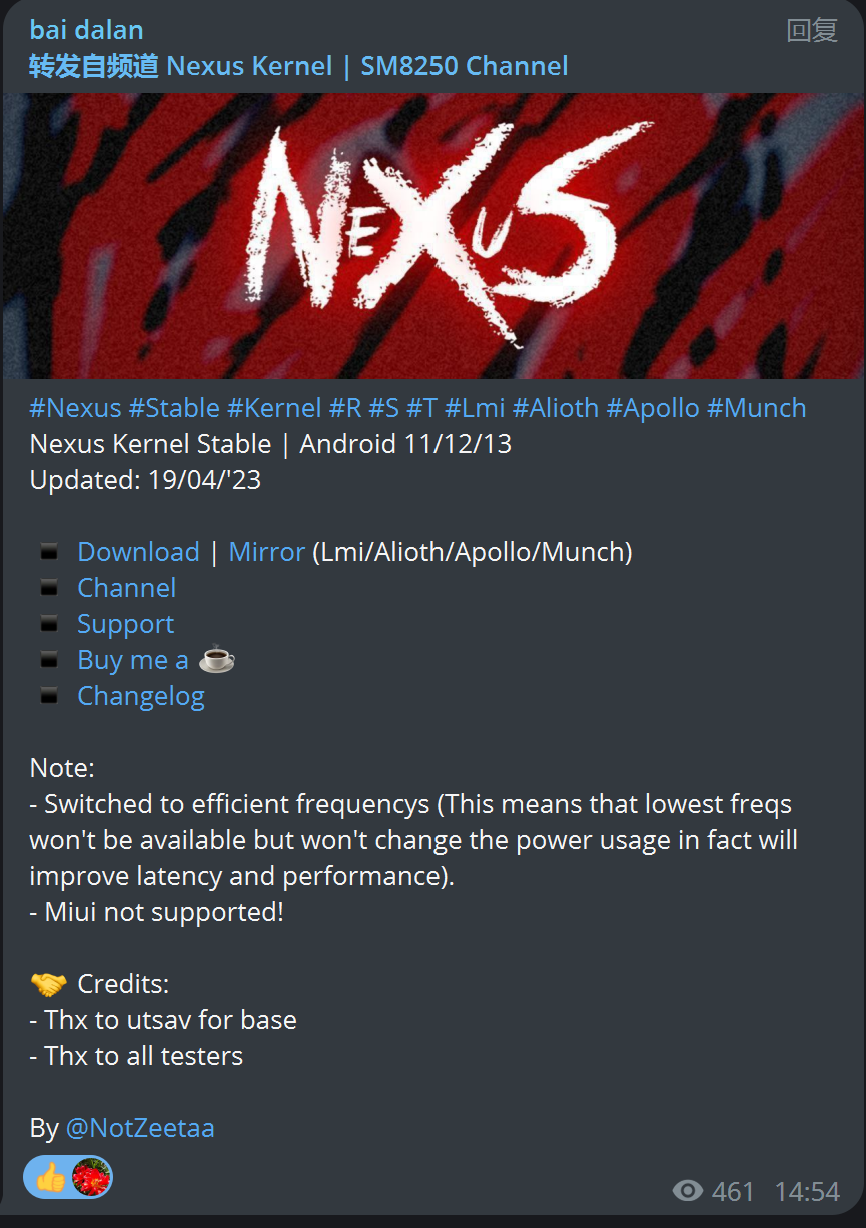 bai dalan 回复
转发自频道 Nexus Kernel | SM8250 Channel
NEXUS
#Nexus #Stable #Kernel #R #S #T #Lmi #Alioth #Apollo #Munch
Nexus Kernel Stable | Android 11/12/13
Updated: 19/04/'23
▪ Download | Mirror (Lmi/Alioth/Apollo/Munch)
▪ Channel
▪ Support
▪ Buy me a ☕
▪ Changelog
Note:
- Switched to efficient frequencys (This means that lowest freqs
won't be available but won't change the power usage in fact will
improve latency and performance).
- Miui not supported!
🤝 Credits:
- Thx to utsav for base
- Thx to all testers
By @NotZeetaa
461 14:54